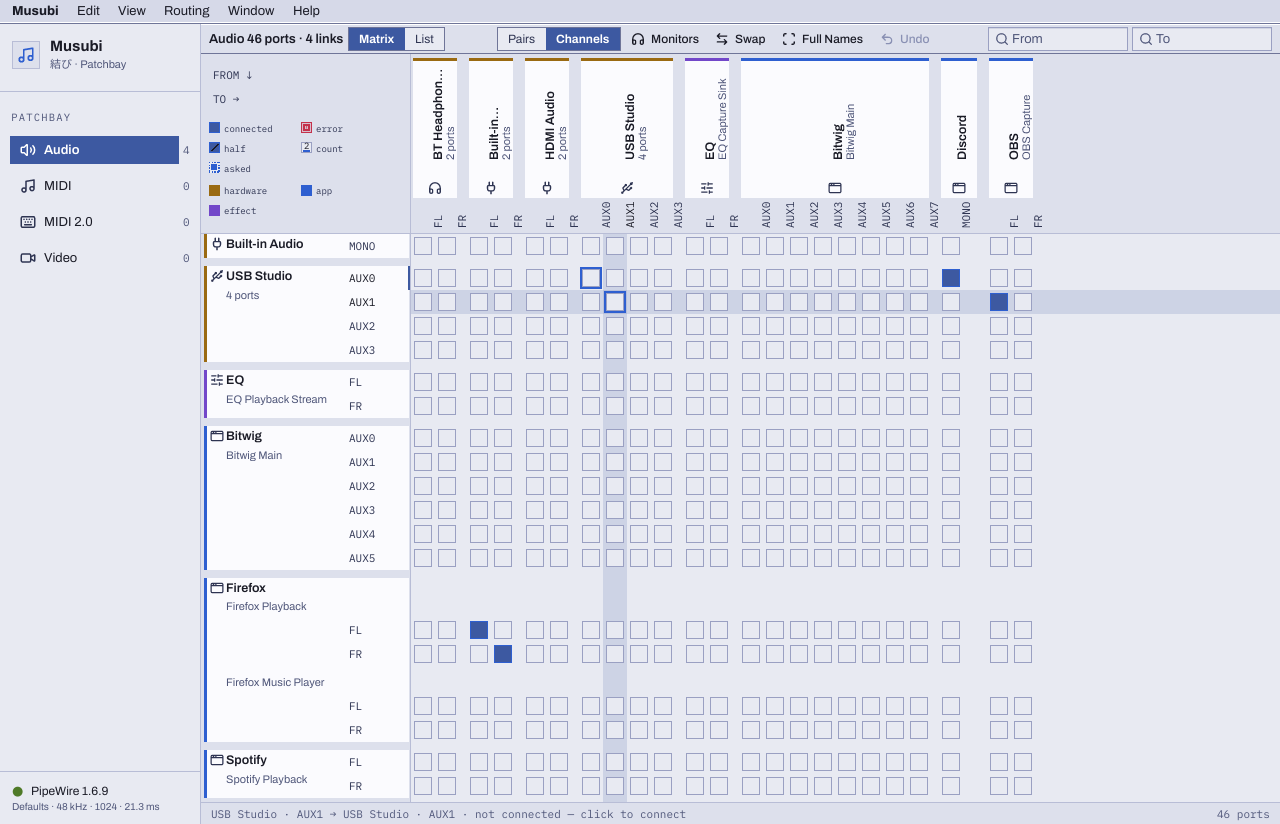 Musubi Edit View Routing Window Help
Musubi
結び · Patchbay
PATCHBAY
Audio 4
MIDI 0
MIDI 2.0 0
Video 0
PipeWire 1.6.9
Defaults · 48 kHz · 1024 · 21.3 ms
Audio 46 ports · 4 links Matrix List Pairs Channels Monitors Swap Full Names Undo From To
FROM ↓
TO →
connected error
half count
asked
hardware app
effect
BT Headphon…
2 ports
Built-in…
2 ports
HDMI Audio
2 ports
USB Studio
4 ports
EQ
EQ Capture Sink
Bitwig
Bitwig Main
Discord
OBS
OBS Capture
FL FR FL FR FL FR AUX0 AUX1 AUX2 AUX3 FL FR AUX0 AUX1 AUX2 AUX3 AUX4 AUX5 AUX6 AUX7 MONO FL FR
Built-in Audio MONO
USB Studio AUX0
4 ports AUX1
AUX2
AUX3
EQ FL
EQ Playback Stream FR
Bitwig AUX0
Bitwig Main AUX1
AUX2
AUX3
AUX4
AUX5
Firefox
Firefox Playback
FL
FR
Firefox Music Player
FL
FR
Spotify FL
Spotify Playback FR
USB Studio · AUX1 → USB Studio · AUX1 · not connected — click to connect 46 ports